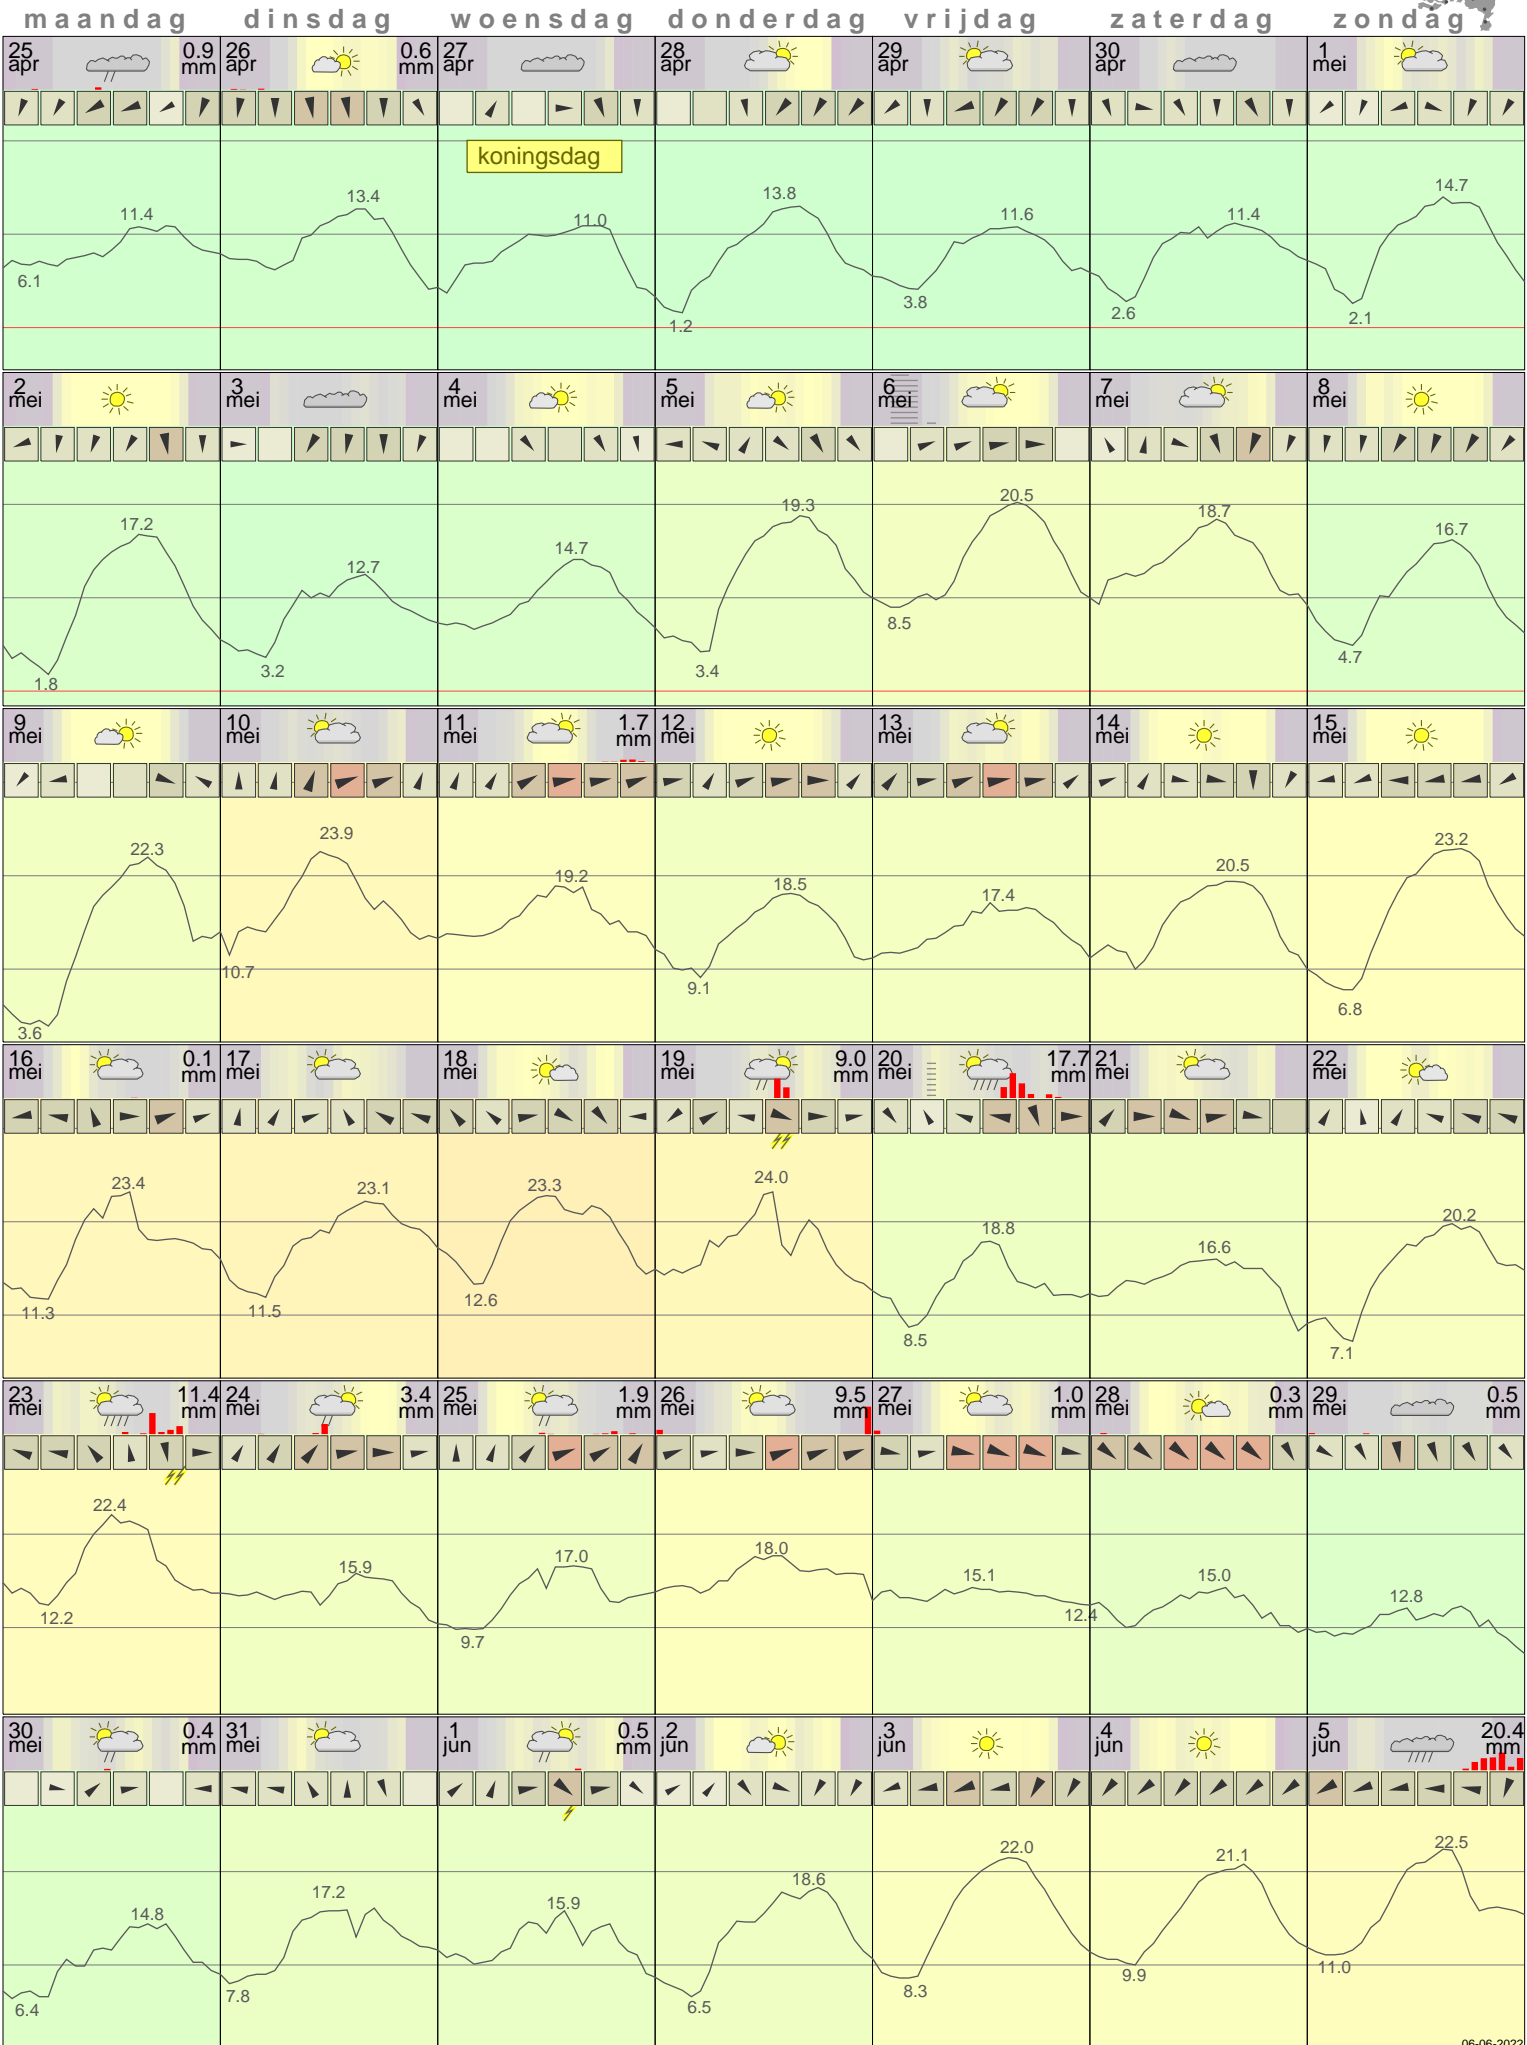 maandag dinsdag woensdag donderdag vrijdag zaterdag zondag
25 apr 0.9 mm 26 apr 0.6 mm 27 apr 28 apr 29 apr 30 apr 1 mei
koningsdag
11.4 13.4 11.0 13.8 11.6 11.4 14.7
6.1 1.2 3.8 2.6 2.1
2 mei 3 mei 4 mei 5 mei 6 mei 7 mei 8 mei
17.2 12.7 14.7 19.3 20.5 18.7 16.7
1.8 3.2 3.4 8.5 4.7
9 mei 10 mei 11 mei 1.7 mm 12 mei 13 mei 14 mei 15 mei
22.3 23.9 19.2 18.5 17.4 20.5 23.2
3.6 10.7 9.1 6.8
16 mei 0.1 mm 17 mei 18 mei 19 mei 9.0 mm 20 mei 17.7 mm 21 mei 22 mei
23.4 23.1 23.3 24.0 18.8 16.6 20.2
11.3 11.5 12.6 8.5 7.1
23 mei 11.4 mm 24 mei 3.4 mm 25 mei 1.9 mm 26 mei 9.5 mm 27 mei 1.0 mm 28 mei 0.3 mm 29 mei 0.5 mm
22.4 15.9 17.0 18.0 15.1 15.0 12.8
12.2 9.7 12.4
30 mei 0.4 mm 31 mei 1 jun 0.5 mm 2 jun 3 jun 4 jun 5 jun 20.4 mm
14.8 17.2 15.9 18.6 22.0 21.1 22.5
6.4 7.8 6.5 8.3 9.9 11.0
06-06-2022